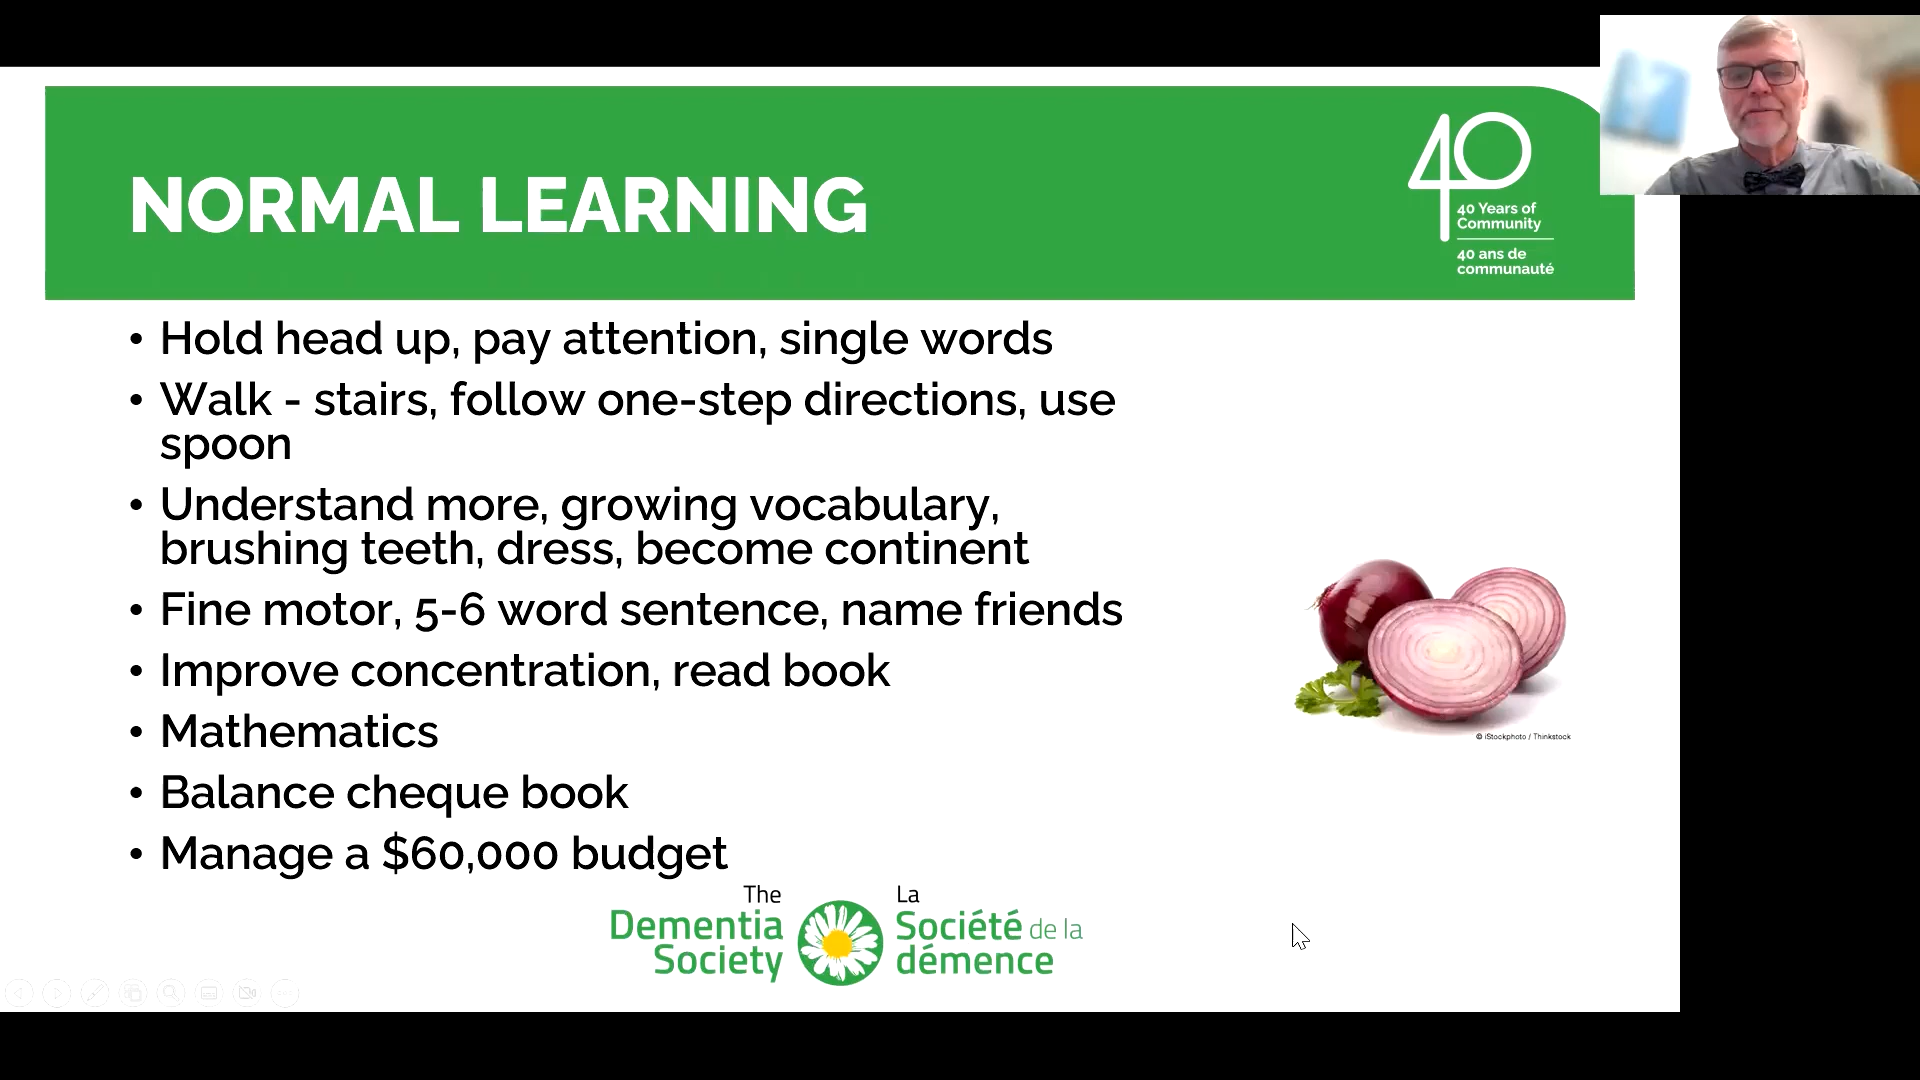 NORMAL LEARNING
40
40 Years of
Community
40 ans de
communauté
• Hold head up, pay attention, single words
• Walk - stairs, follow one-step directions, use
spoon
• Understand more, growing vocabulary,
brushing teeth, dress, become continent
• Fine motor, 5-6 word sentence, name friends
• Improve concentration, read book
• Mathematics
• Balance cheque book
• Manage a $60,000 budget
© iStockphoto / Thinkstock
The
Dementia
Society
La
Société de la
démence